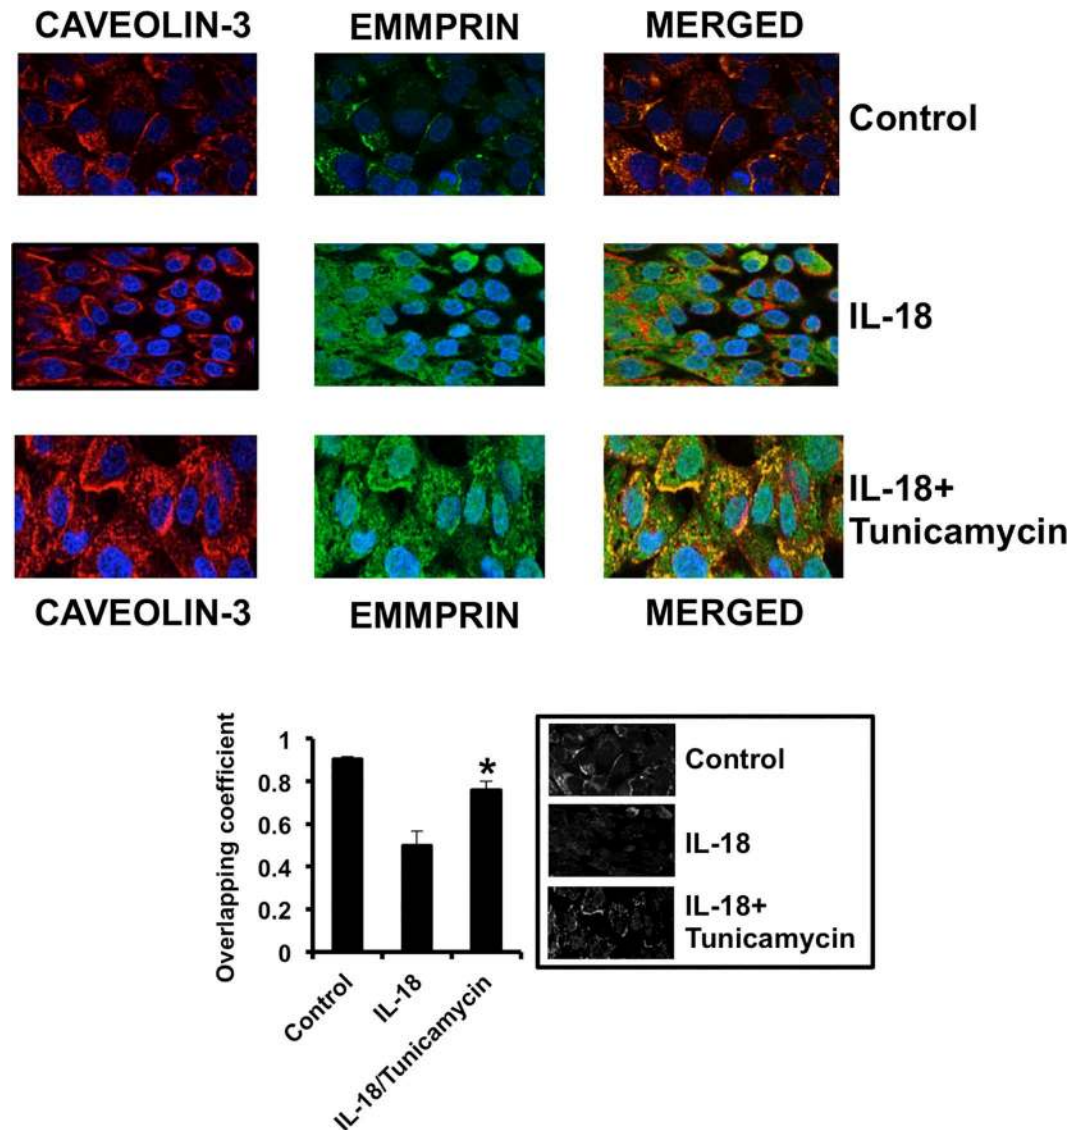 CAVEOLIN-3 EMMPRIN MERGED
Control
IL-18
IL-18+
Tunicamycin
CAVEOLIN-3 EMMPRIN MERGED
Overlapping coefficient
1
0.8
0.6
0.4
0.2
0
*
Control
IL-18
IL-18/Tunicamycin
Control
IL-18
IL-18+
Tunicamycin